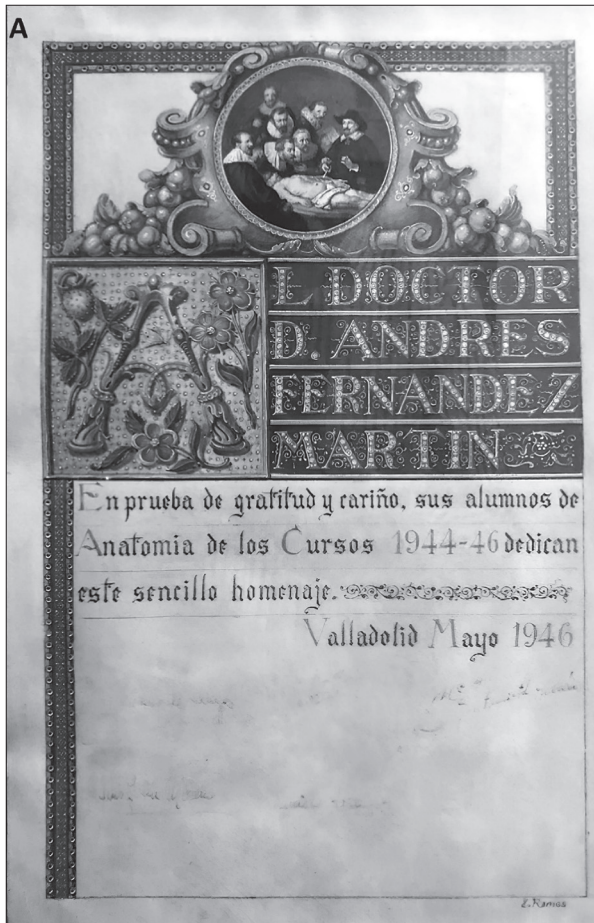 A
AL DOCTOR
D. ANDRES
FERNANDEZ
MARTIN
En prueba de gratitud y cariño, sus alumnos de
Anatomia de los Cursos 1944-46 dedican
este sencillo homenaje.
Valladolid Mayo 1946
E. Ramos